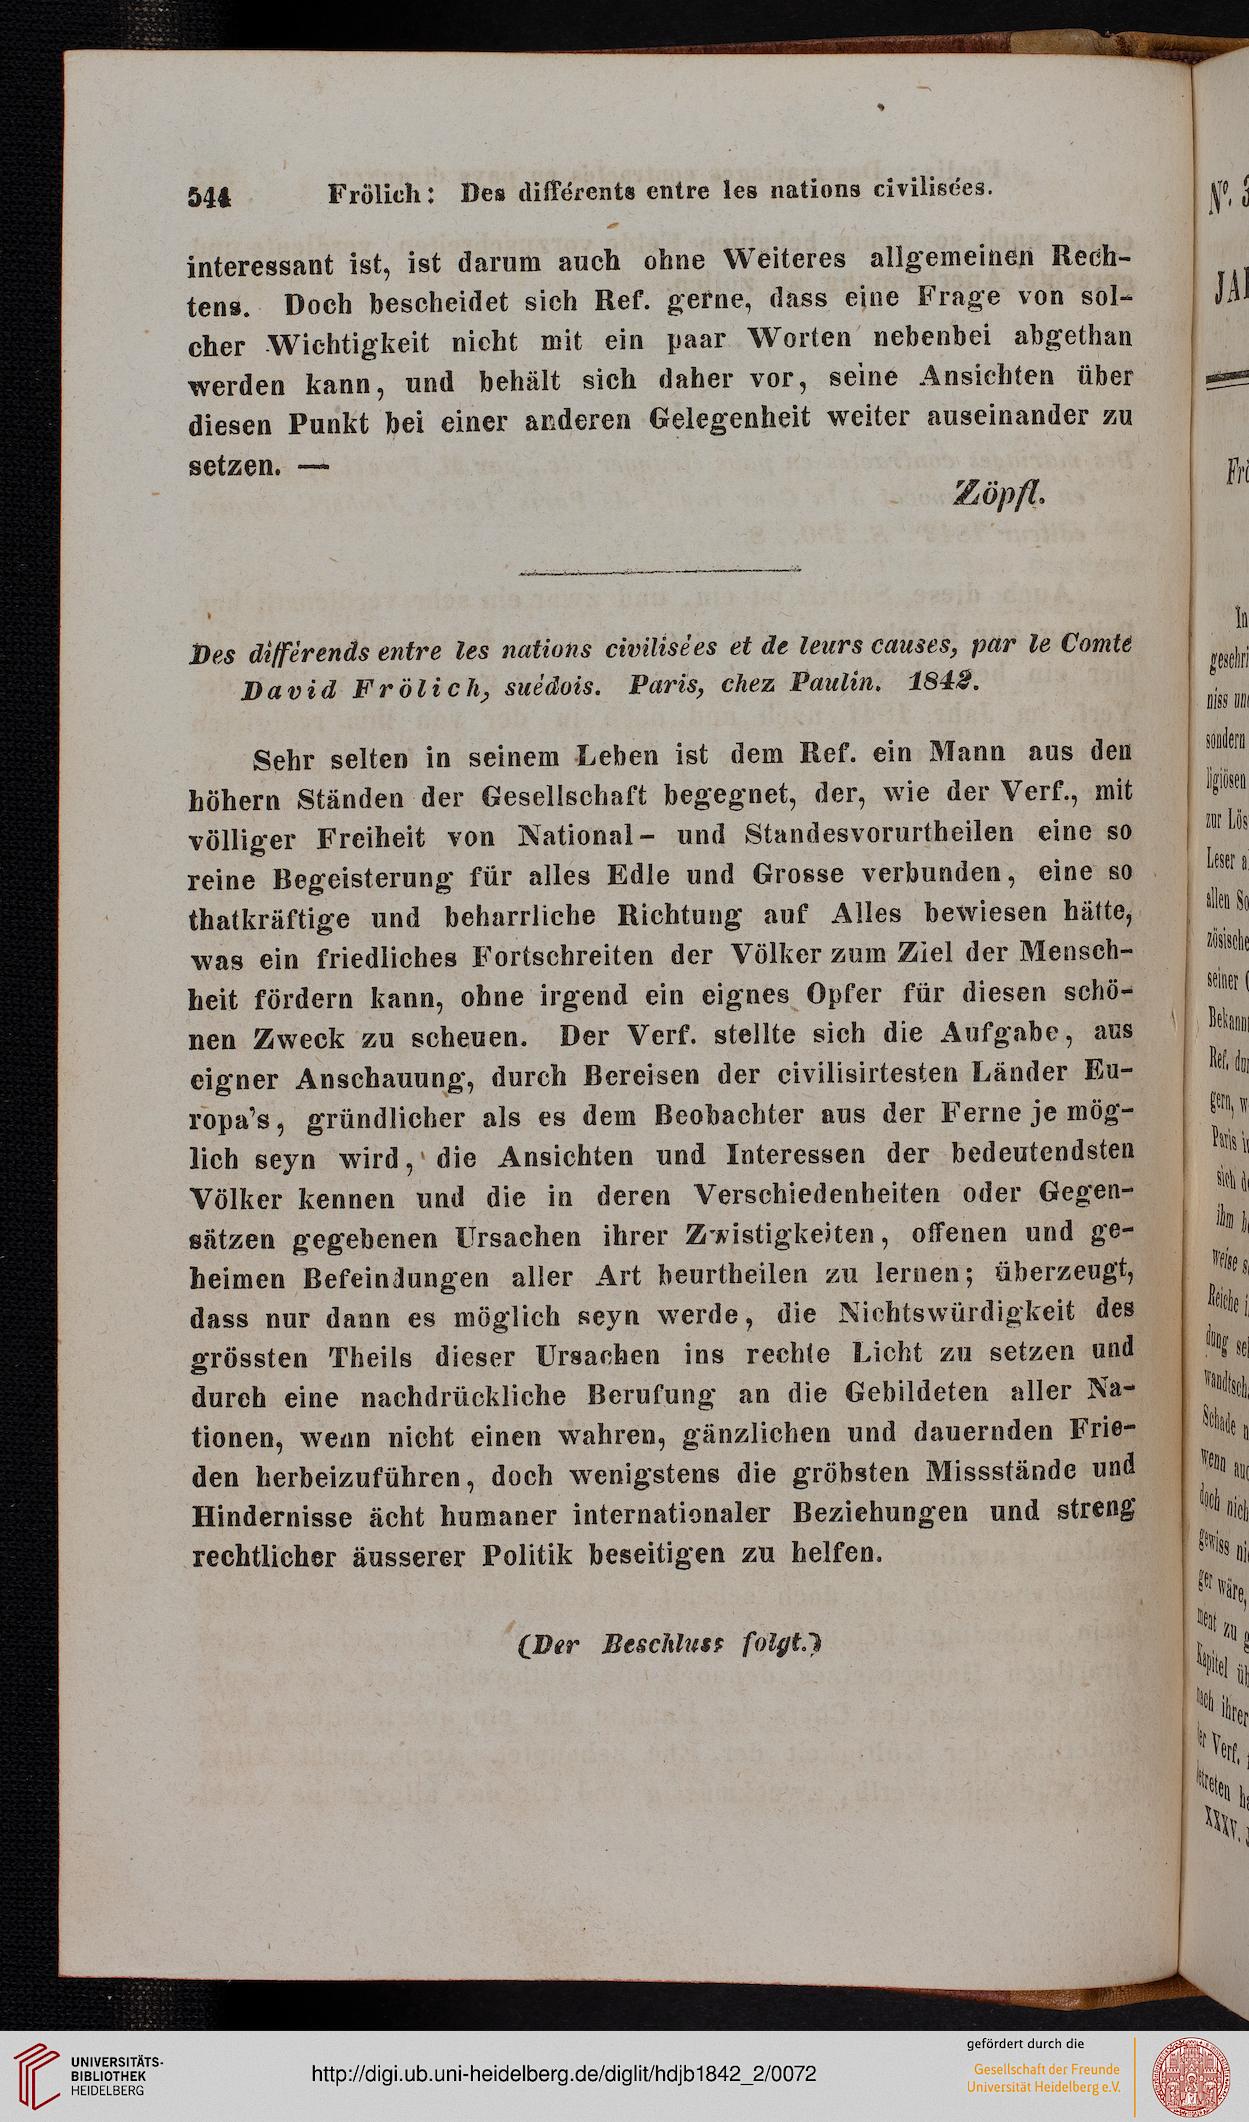 544 Frölich: Des différents entre les nations civilisées.
interessant ist, ist darum auch ohne Weiteres allgemeinen Rech-
tens. Doch bescheidet sich Ref. gerne, dass eine Frage von sol-
cher Wichtigkeit nicht mit ein paar Worten nebenbei abgethan
werden kann, und behält sich daher vor, seine Ansichten über
diesen Punkt bei einer anderen Gelegenheit weiter auseinander zu
setzen. —
Zöpfl.
Des différends entre les nations civilisées et de leurs causes, par le Comte
David Frölich, suédois. Paris, chez Paulin. 1842.
Sehr selten in seinem Leben ist dem Ref. ein Mann aus den
höhern Ständen der Gesellschaft begegnet, der, wie der Verf., mit
völliger Freiheit von National- und Standesvorurtheilen eine so
reine Begeisterung für alles Edle und Grosse verbunden, eine so
thatkräftige und beharrliche Richtung auf Alles bewiesen hätte,
was ein friedliches Fortschreiten der Völker zum Ziel der Mensch-
heit fördern kann, ohne irgend ein eignes Opfer für diesen schö-
nen Zweck zu scheuen. Der Verf. stellte sich die Aufgabe, aus
eigner Anschauung, durch Bereisen der civilisirtesten Länder Eu-
ropa's, gründlicher als es dem Beobachter aus der Ferne je mög-
lich seyn wird, die Ansichten und Interessen der bedeutendsten
Völker kennen und die in deren Verschiedenheiten oder Gegen-
sätzen gegebenen Ursachen ihrer Zwistigkeiten, offenen und ge-
heimen Befeindungen aller Art beurtheilen zu lernen; überzeugt,
dass nur dann es möglich seyn werde, die Nichtswürdigkeit des
grössten Theils dieser Ursachen ins rechte Licht zu setzen und
durch eine nachdrückliche Berufung an die Gebildeten aller Na-
tionen, wenn nicht einen wahren, gänzlichen und dauernden Frie-
den herbeizuführen, doch wenigstens die gröbsten Missstände und
Hindernisse ächt humaner internationaler Beziehungen und streng
rechtlicher äusserer Politik beseitigen zu helfen.
(Der Beschluss folgt.)
UNIVERSITÄTS-
BIBLIOTHEK
HEIDELBERG
http://digi.ub.uni-heidelberg.de/diglit/hdjb1842_2/0072
gefördert durch die
Gesellschaft der Freunde
Universität Heidelberg e.V.